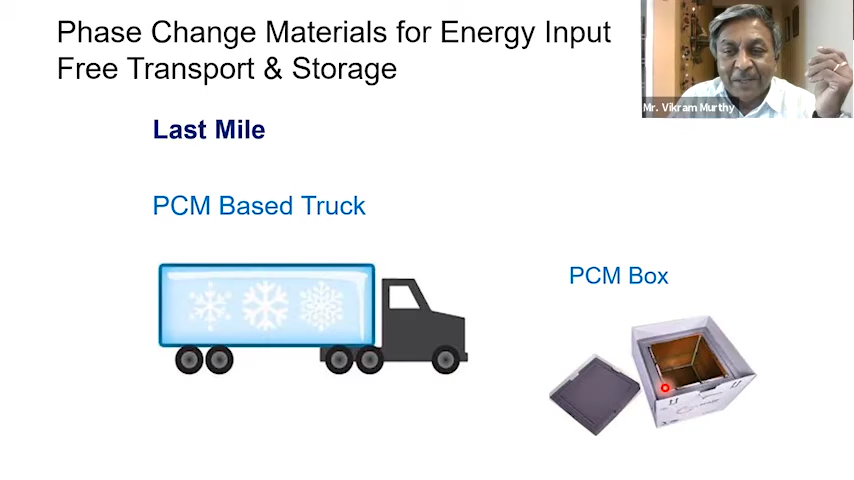 Phase Change Materials for Energy Input
Free Transport & Storage
Mr. Vikram Murthy
Last Mile
PCM Based Truck
PCM Box